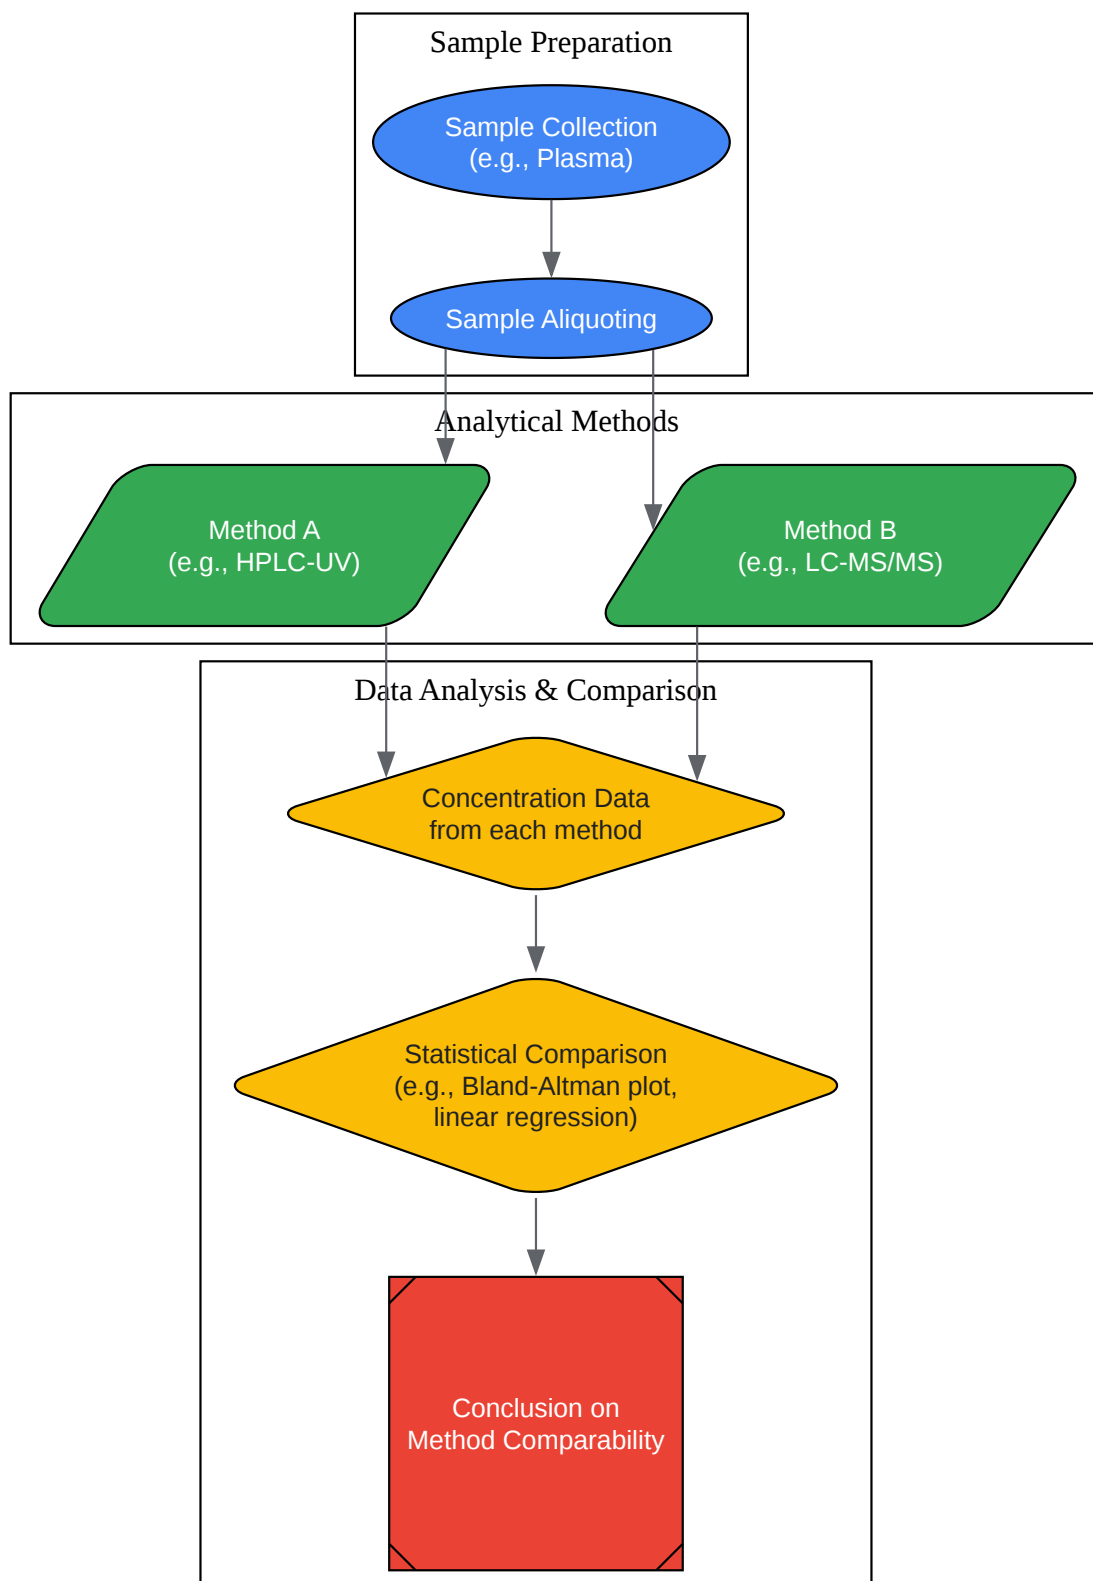 Sample Preparation
Sample Collection
(e.g., Plasma)
Sample Aliquoting
Analytical Methods
Method A
(e.g., HPLC-UV)
Method B
(e.g., LC-MS/MS)
Data Analysis & Comparison
Concentration Data
from each method
Statistical Comparison
(e.g., Bland-Altman plot,
linear regression)
Conclusion on
Method Comparability